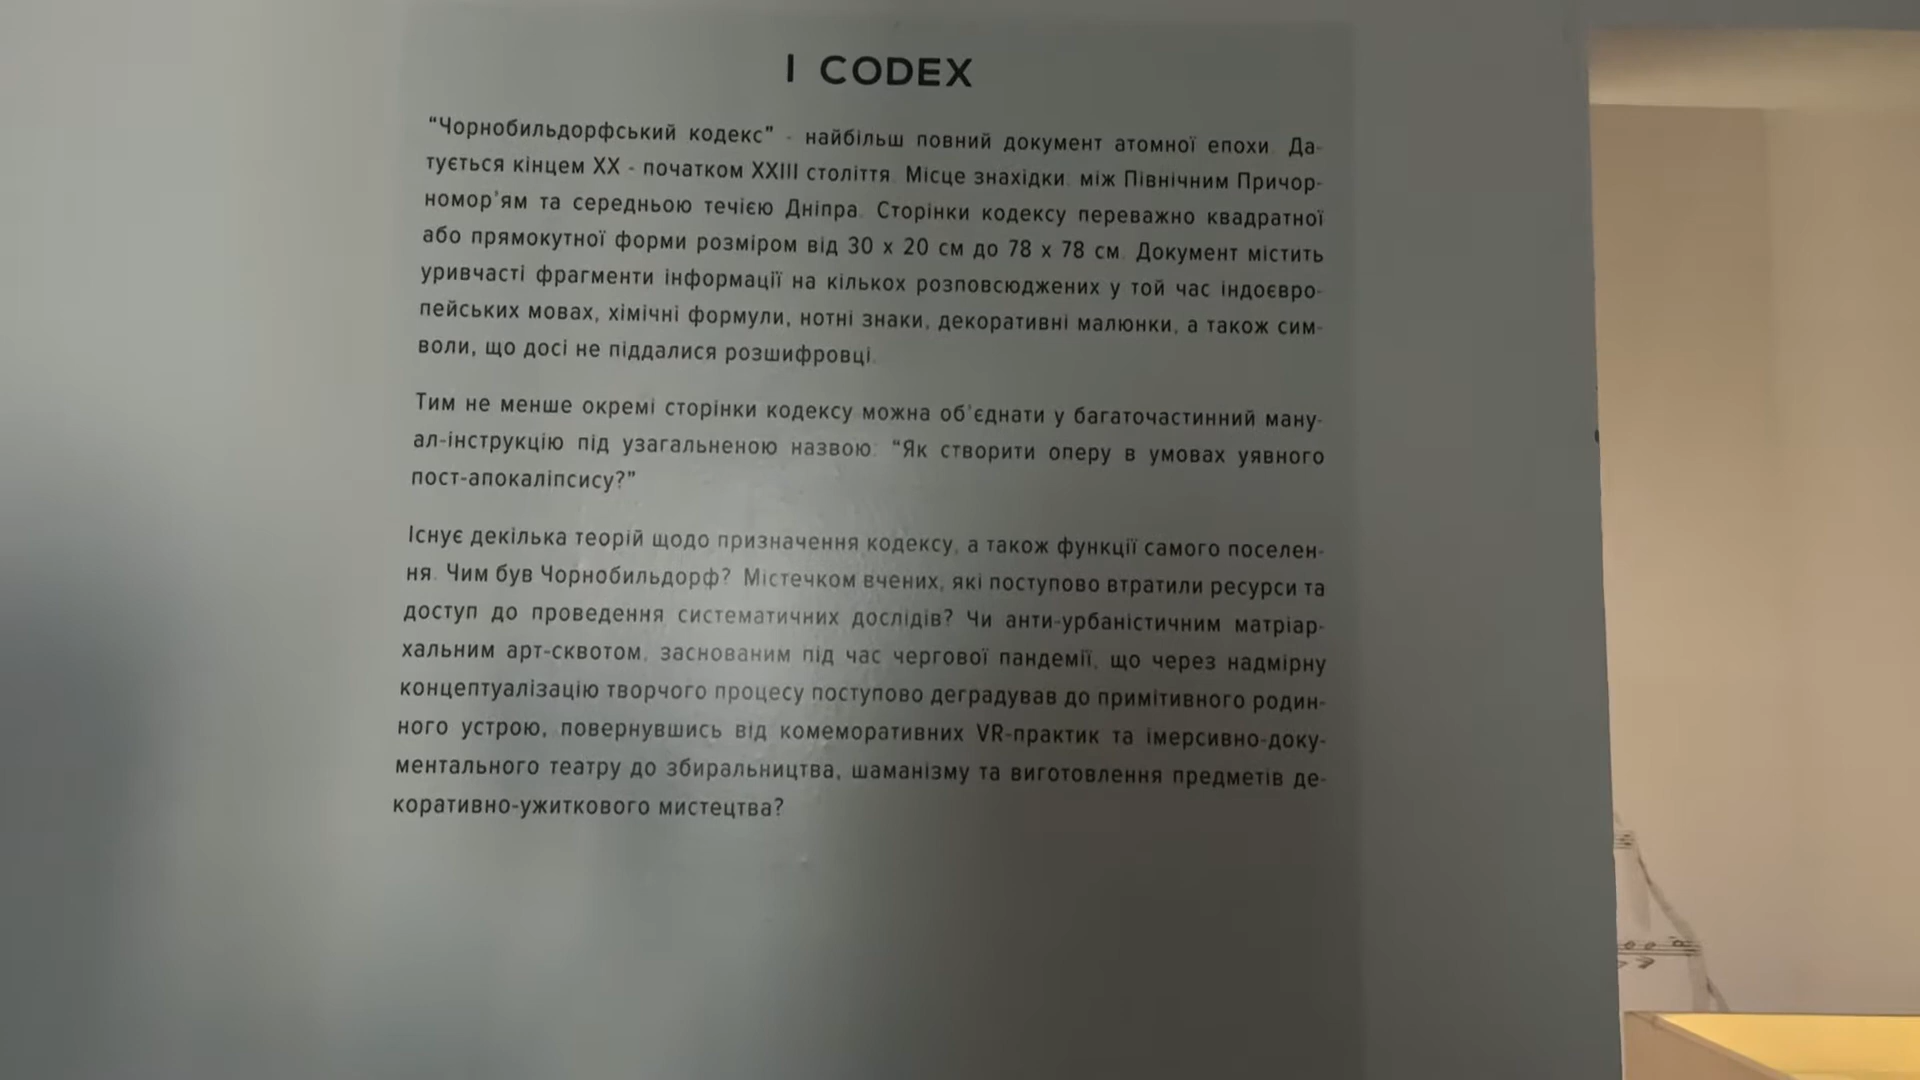 I CODEX
“Чорнобильдорфський кодекс” - найбільш повний документ атомної епохи. Да-
тується кінцем XX - початком XXIII століття. Місце знахідки: між Північним Причор-
номор’ям та середньою течією Дніпра. Сторінки кодексу переважно квадратної
або прямокутної форми розміром від 30 х 20 см до 78 х 78 см. Документ містить
уривчасті фрагменти інформації на кількох розповсюджених у той час індоєвро-
пейських мовах, хімічні формули, нотні знаки, декоративні малюнки, а також сим-
воли, що досі не піддалися розшифровці.
Тим не менше окремі сторінки кодексу можна об’єднати у багаточастинний ману-
ал-інструкцію під узагальненою назвою: “Як створити оперу в умовах уявного
пост-апокаліпсису?”
Існує декілька теорій щодо призначення кодексу, а також функції самого поселен-
ня. Чим був Чорнобильдорф? Містечком вчених, які поступово втратили ресурси та
доступ до проведення систематичних дослідів? Чи анти-урбаністичним матріар-
хальним арт-сквотом, заснованим під час чергової пандемії, що через надмірну
концептуалізацію творчого процесу поступово деградував до примітивного родин-
ного устрою, повернувшись від комеморативних VR-практик та імерсивно-доку-
ментального театру до збиральництва, шаманізму та виготовлення предметів де-
коративно-ужиткового мистецтва?